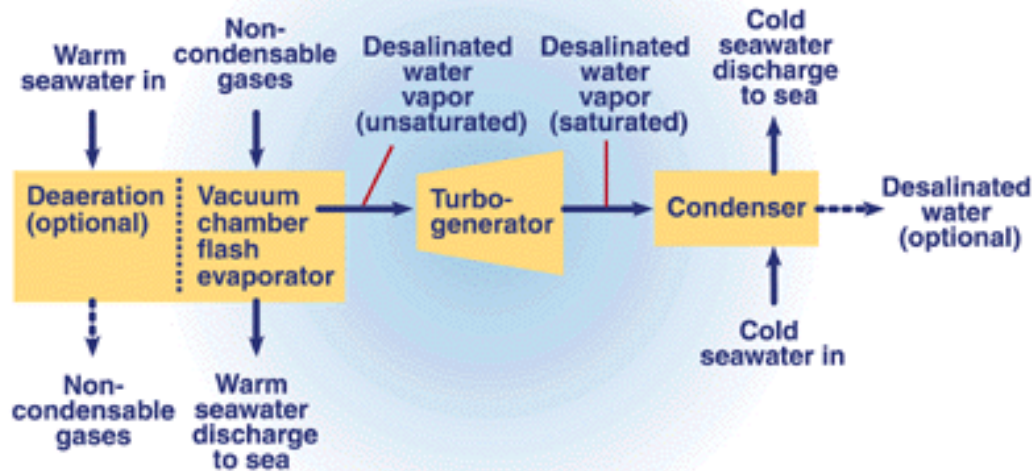 Warm
seawater in
Non-
condensable
gases
Desalinated
water
vapor
(unsaturated)
Desalinated
water
vapor
(saturated)
Cold
seawater
discharge
to sea
Deaeration
(optional)
Vacuum
chamber
flash
evaporator
Turbo-
generator
Condenser
Desalinated
water
(optional)
Non-
condensable
gases
Warm
seawater
discharge
to sea
Cold
seawater in